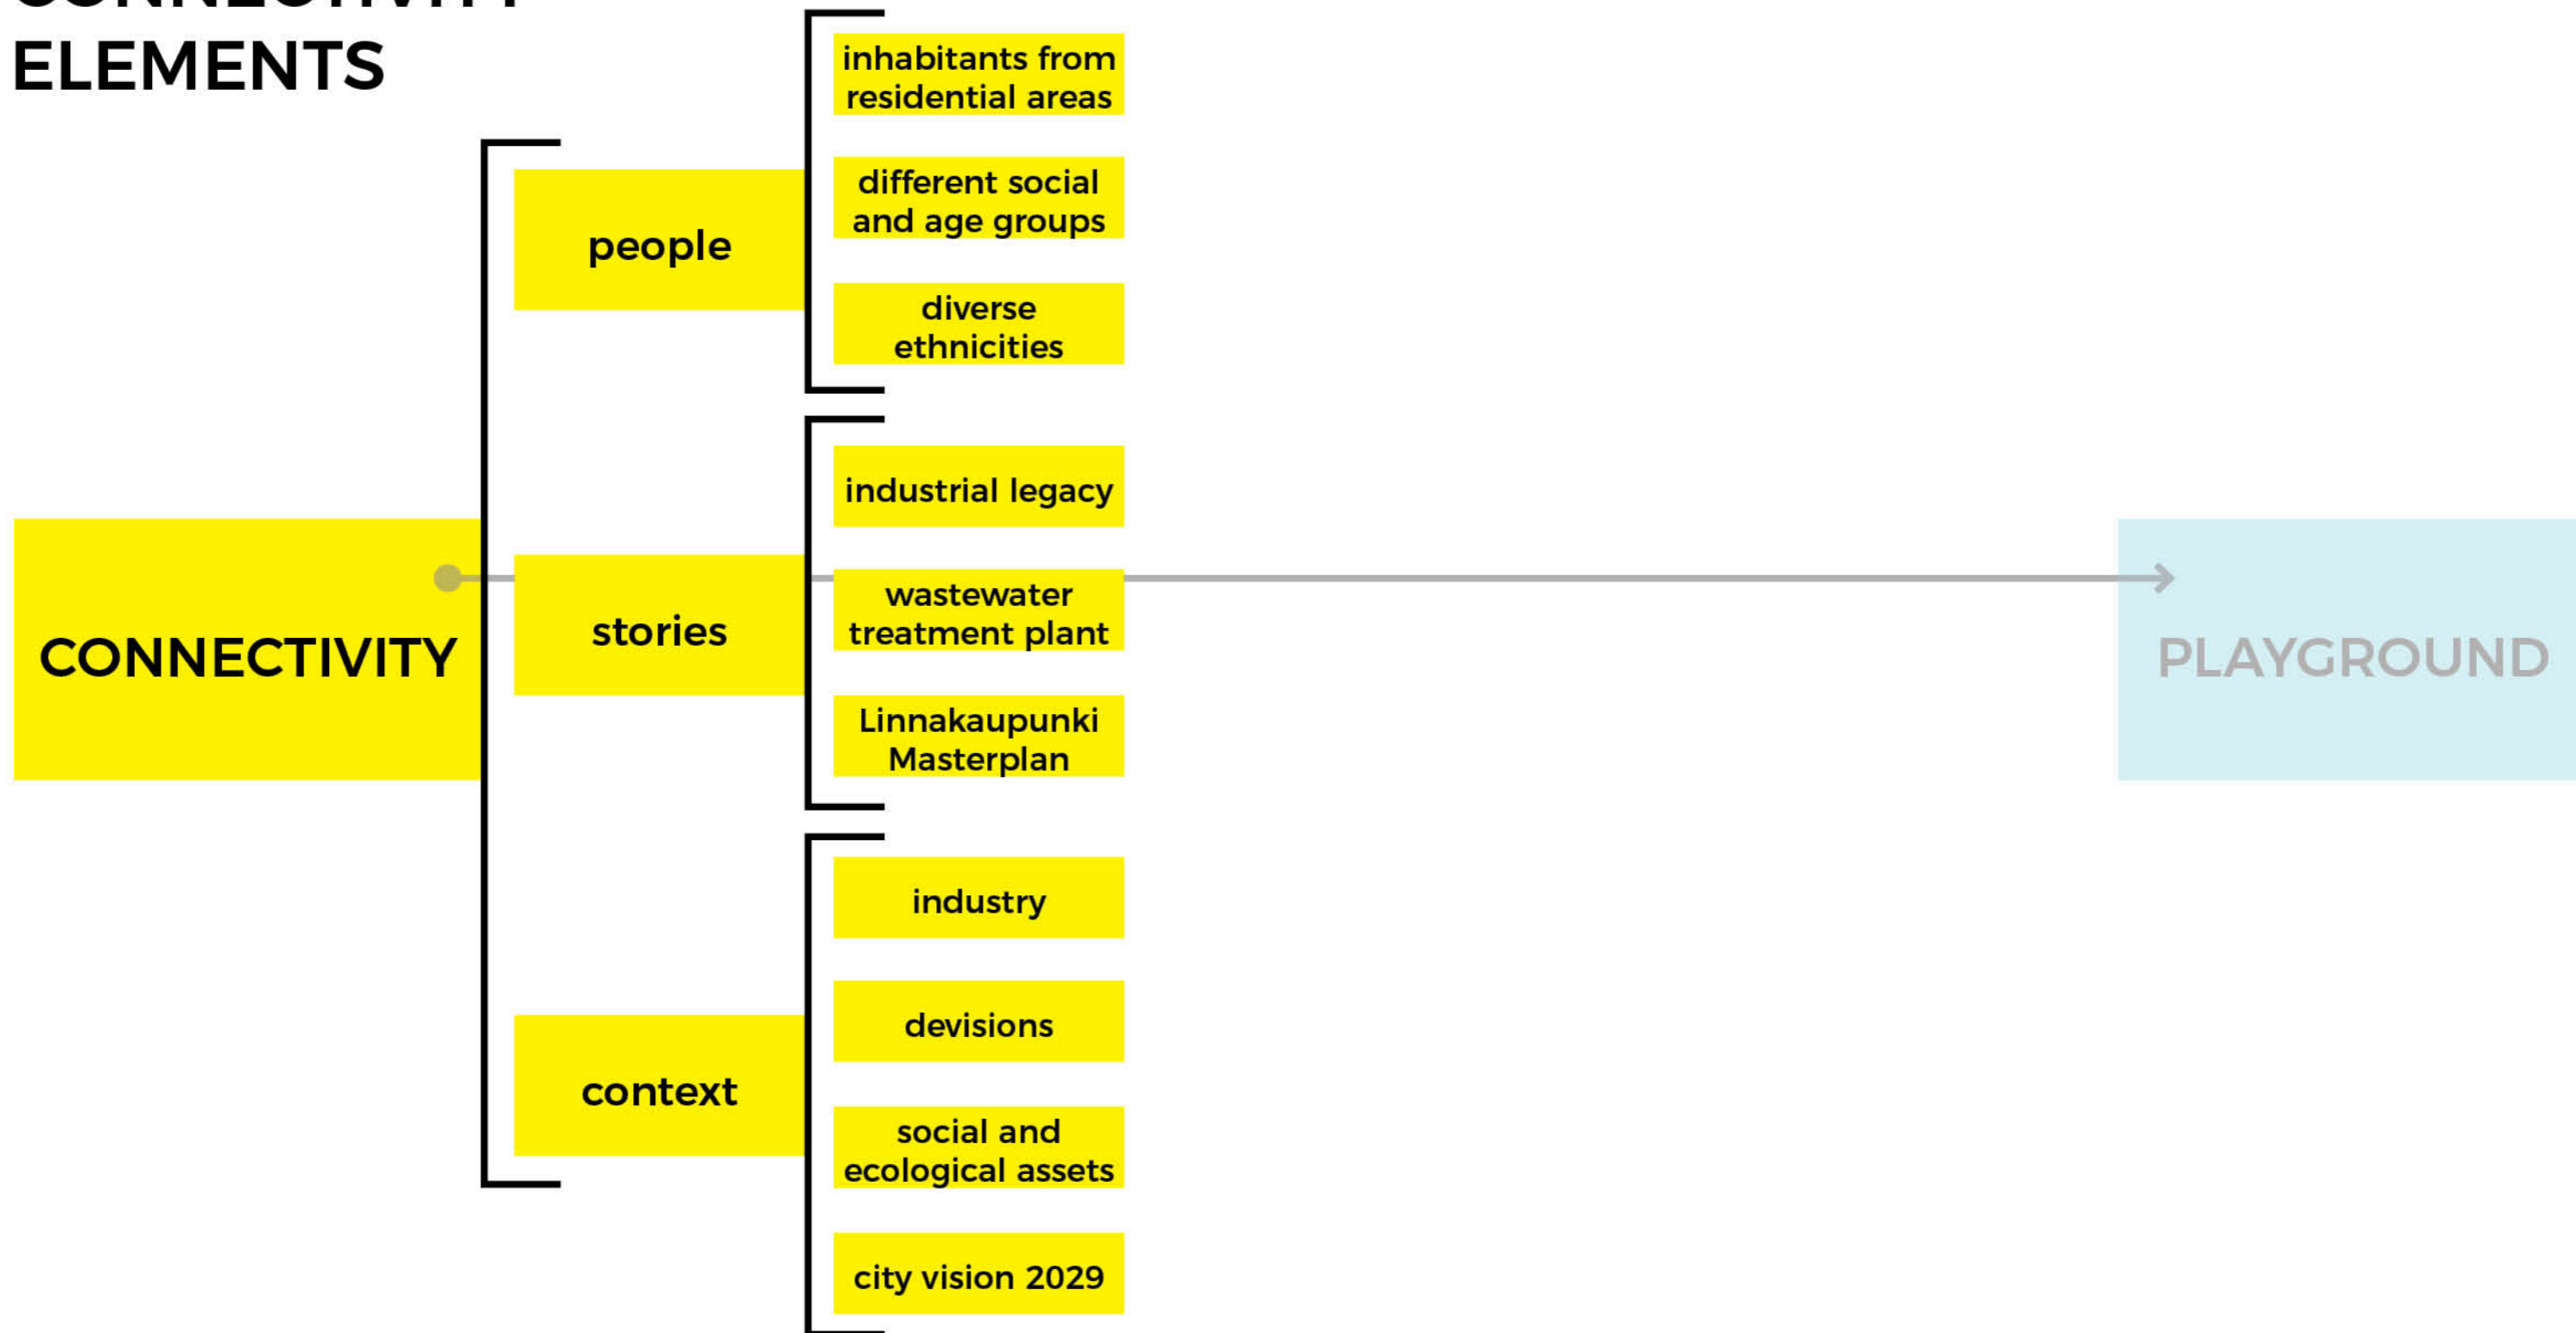 CONNECTIVITY
ELEMENTS
inhabitants from
residential areas
different social
and age groups
people
diverse
ethnicities
industrial legacy
wastewater
treatment plant
stories
CONNECTIVITY
PLAYGROUND
Linnakaupunki
Masterplan
industry
devisions
context
social and
ecological assets
city vision 2029